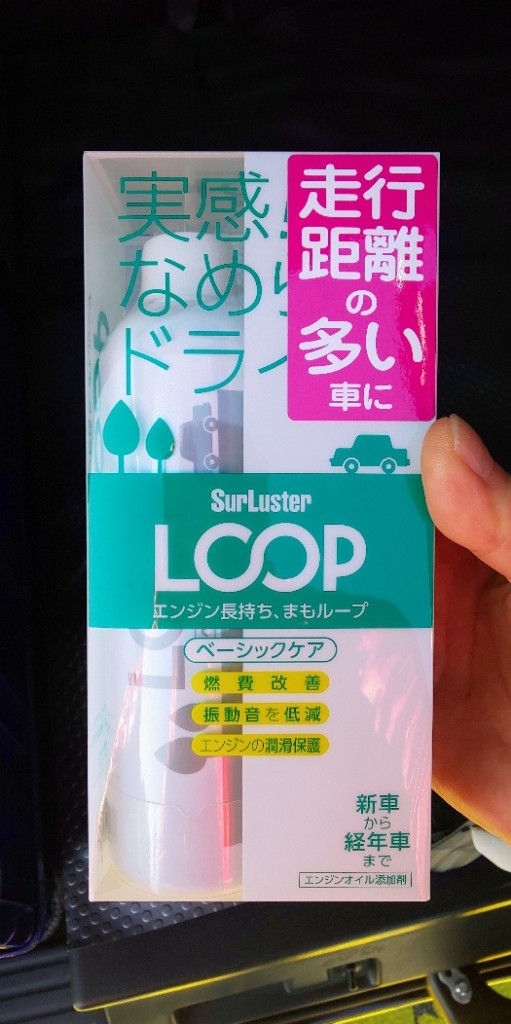 実感!
なめら
ドライ
走行
距離
の
多い
車に
SurLuster
LOOP
エンジン長持ち、まもループ
ベーシックケア
燃費改善
振動音を低減
エンジンの潤滑保護
新車
から
経年車
まで
エンジンオイル添加剤